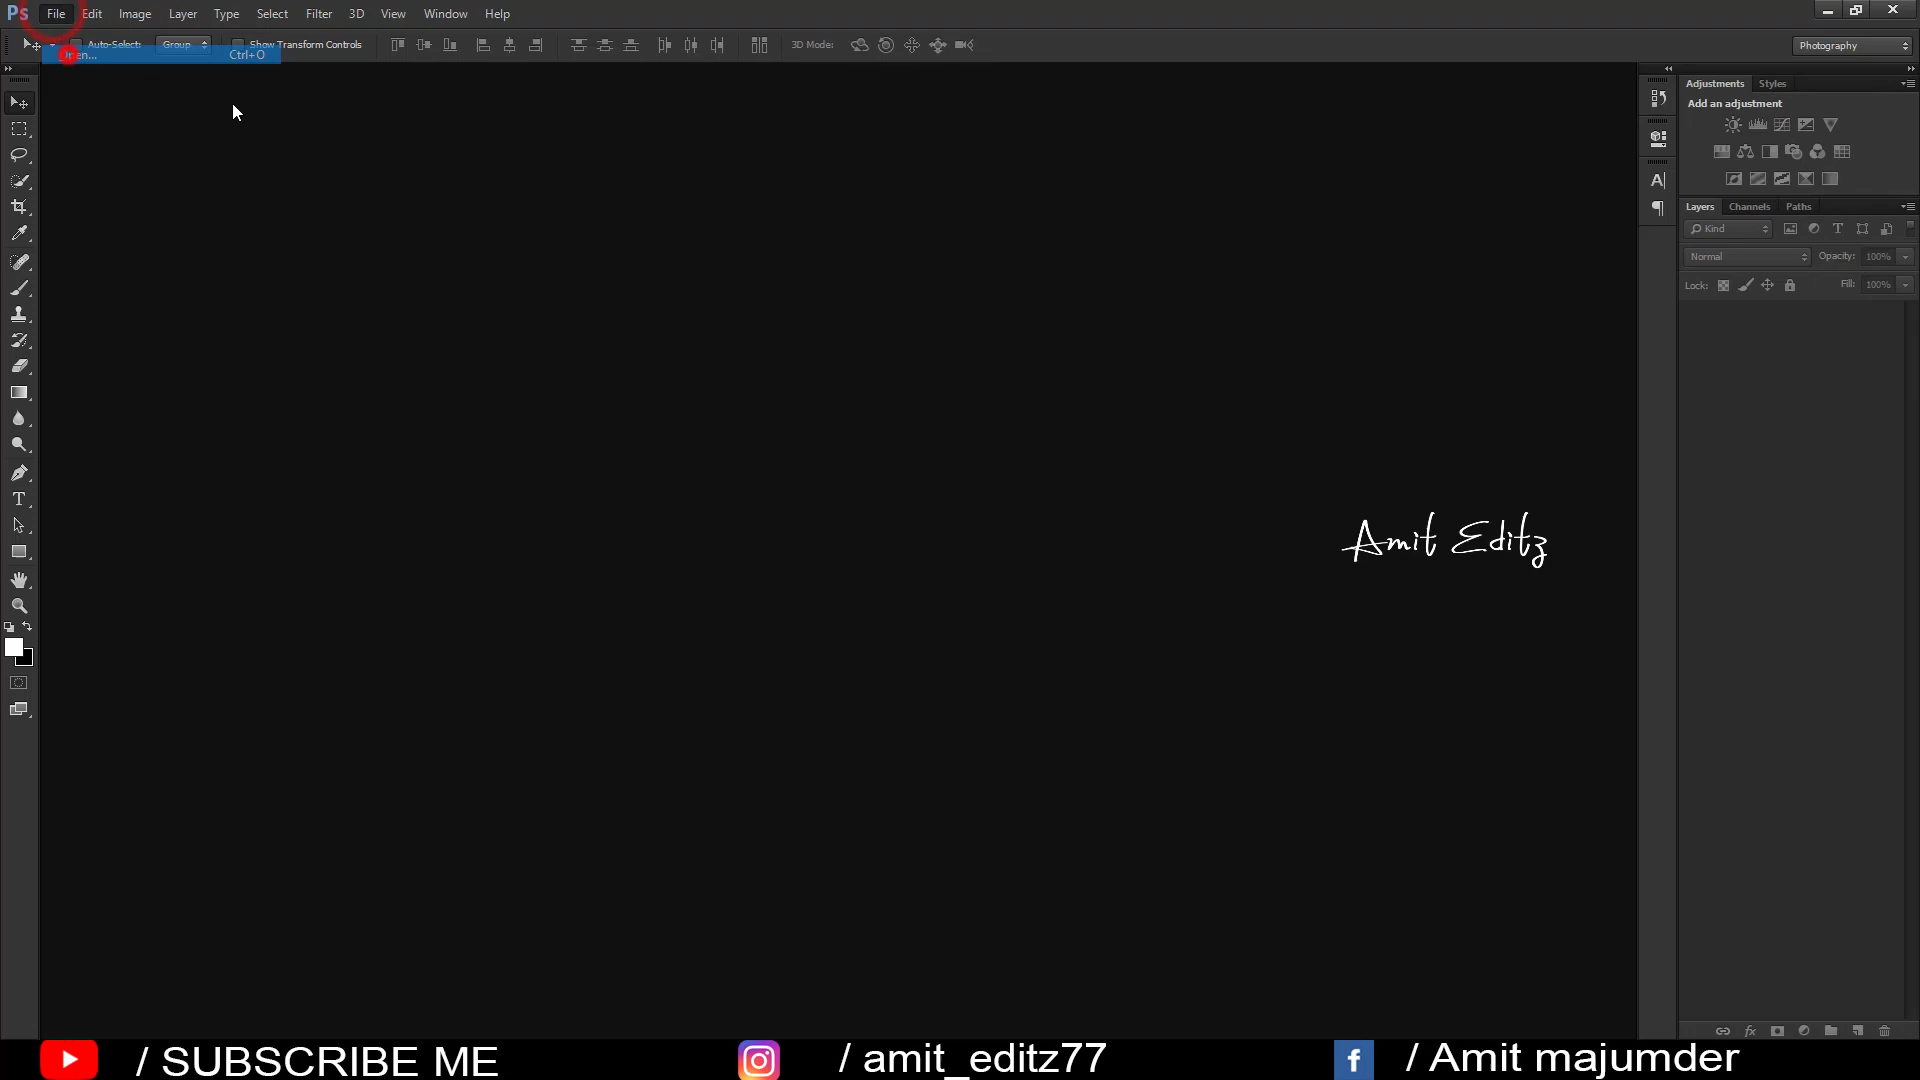 Ps File Edit Image Layer Type Select Filter 3D View Window Help
Auto-Select: Group Show Transform Controls 3D Mode: Photography
Ctrl+O
Adjustments Styles
Add an adjustment
Layers Channels Paths
Kind
Normal Opacity: 100%
Lock: Fill: 100%
Amit Editz
/ SUBSCRIBE ME / amit_editz77 / Amit majumder